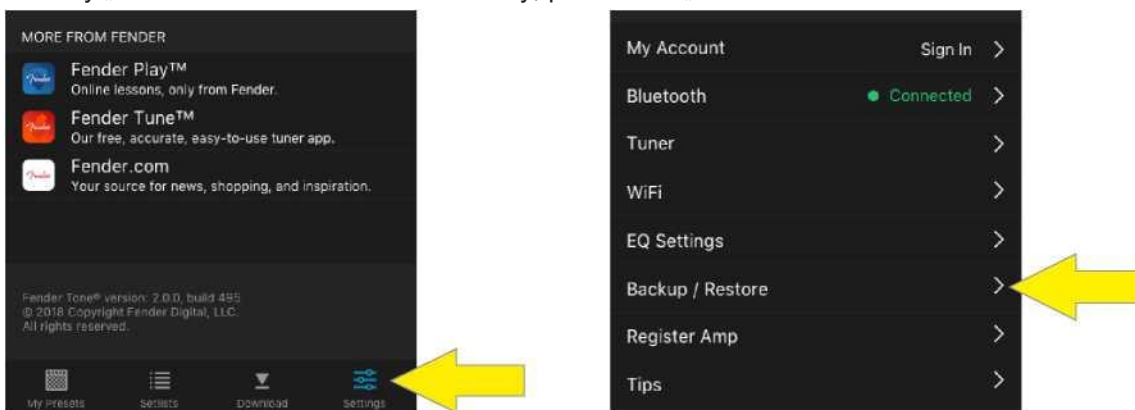 MORE FROM FENDER
Fender Play™
Online lessons, only from Fender.
Fender Tune™
Our free, accurate, easy-to-use tuner app.
Fender.com
Your source for news, shopping, and inspiration.
Fender Tone® version: 2.0.0, build 495
© 2018 Copyright Fender Digital, LLC.
All rights reserved.
My Presets
Setlists
Download
Settings
My Account Sign In
Bluetooth Connected
Tuner
WiFi
EQ Settings
Backup / Restore
Register Amp
Tips